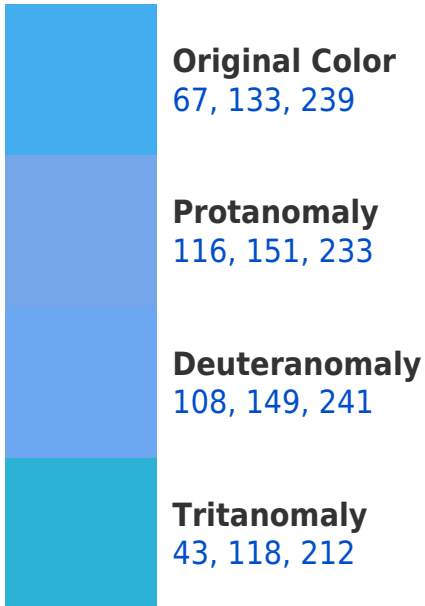 Original Color
67, 133, 239
Protanomaly
116, 151, 233
Deuteranomaly
108, 149, 241
Tritanomaly
43, 118, 212